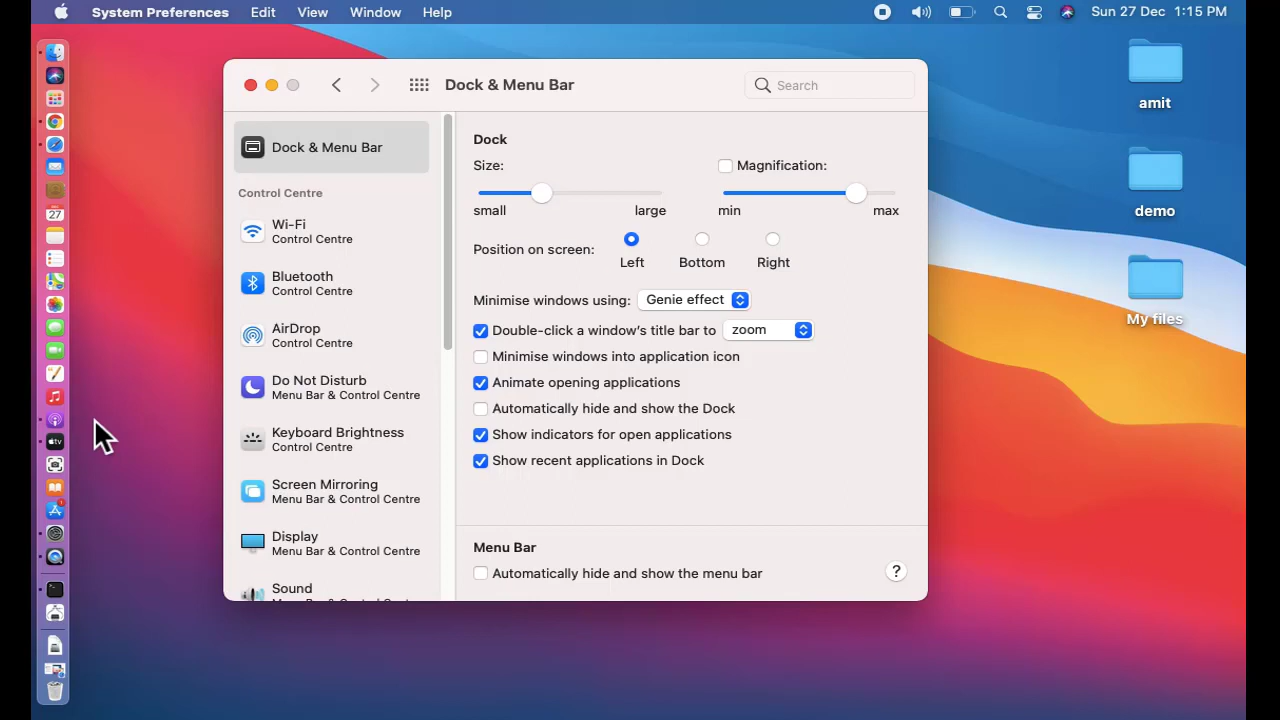 System Preferences Edit View Window Help Sun 27 Dec 1:15 PM
Dock & Menu Bar
Search
Dock & Menu Bar
Control Centre
Wi-Fi
Control Centre
Bluetooth
Control Centre
AirDrop
Control Centre
Do Not Disturb
Menu Bar & Control Centre
Keyboard Brightness
Control Centre
Screen Mirroring
Menu Bar & Control Centre
Display
Menu Bar & Control Centre
Sound
Menu Bar & Control Centre
Dock
Size: Magnification:
small large min max
Position on screen:
Left Bottom Right
Minimise windows using: Genie effect
Double-click a window's title bar to zoom
Minimise windows into application icon
Animate opening applications
Automatically hide and show the Dock
Show indicators for open applications
Show recent applications in Dock
Menu Bar
Automatically hide and show the menu bar
?
amit
demo
My files
27
tv